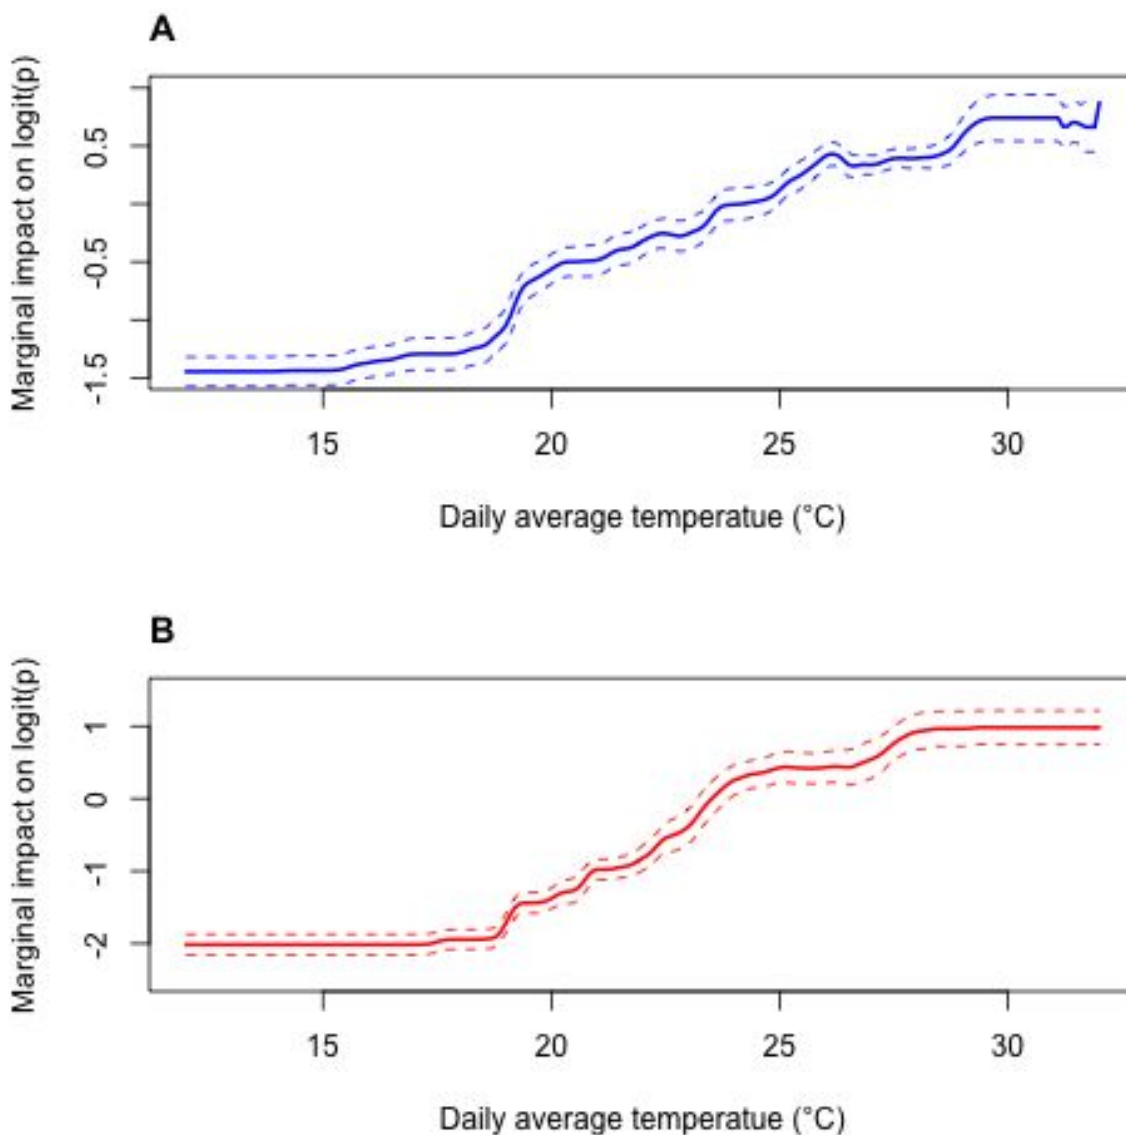 A
Marginal impact on logit(p)
0.5
-0.5
-1.5
15 20 25 30
Daily average temperatue (°C)
B
Marginal impact on logit(p)
1
0
-1
-2
15 20 25 30
Daily average temperatue (°C)